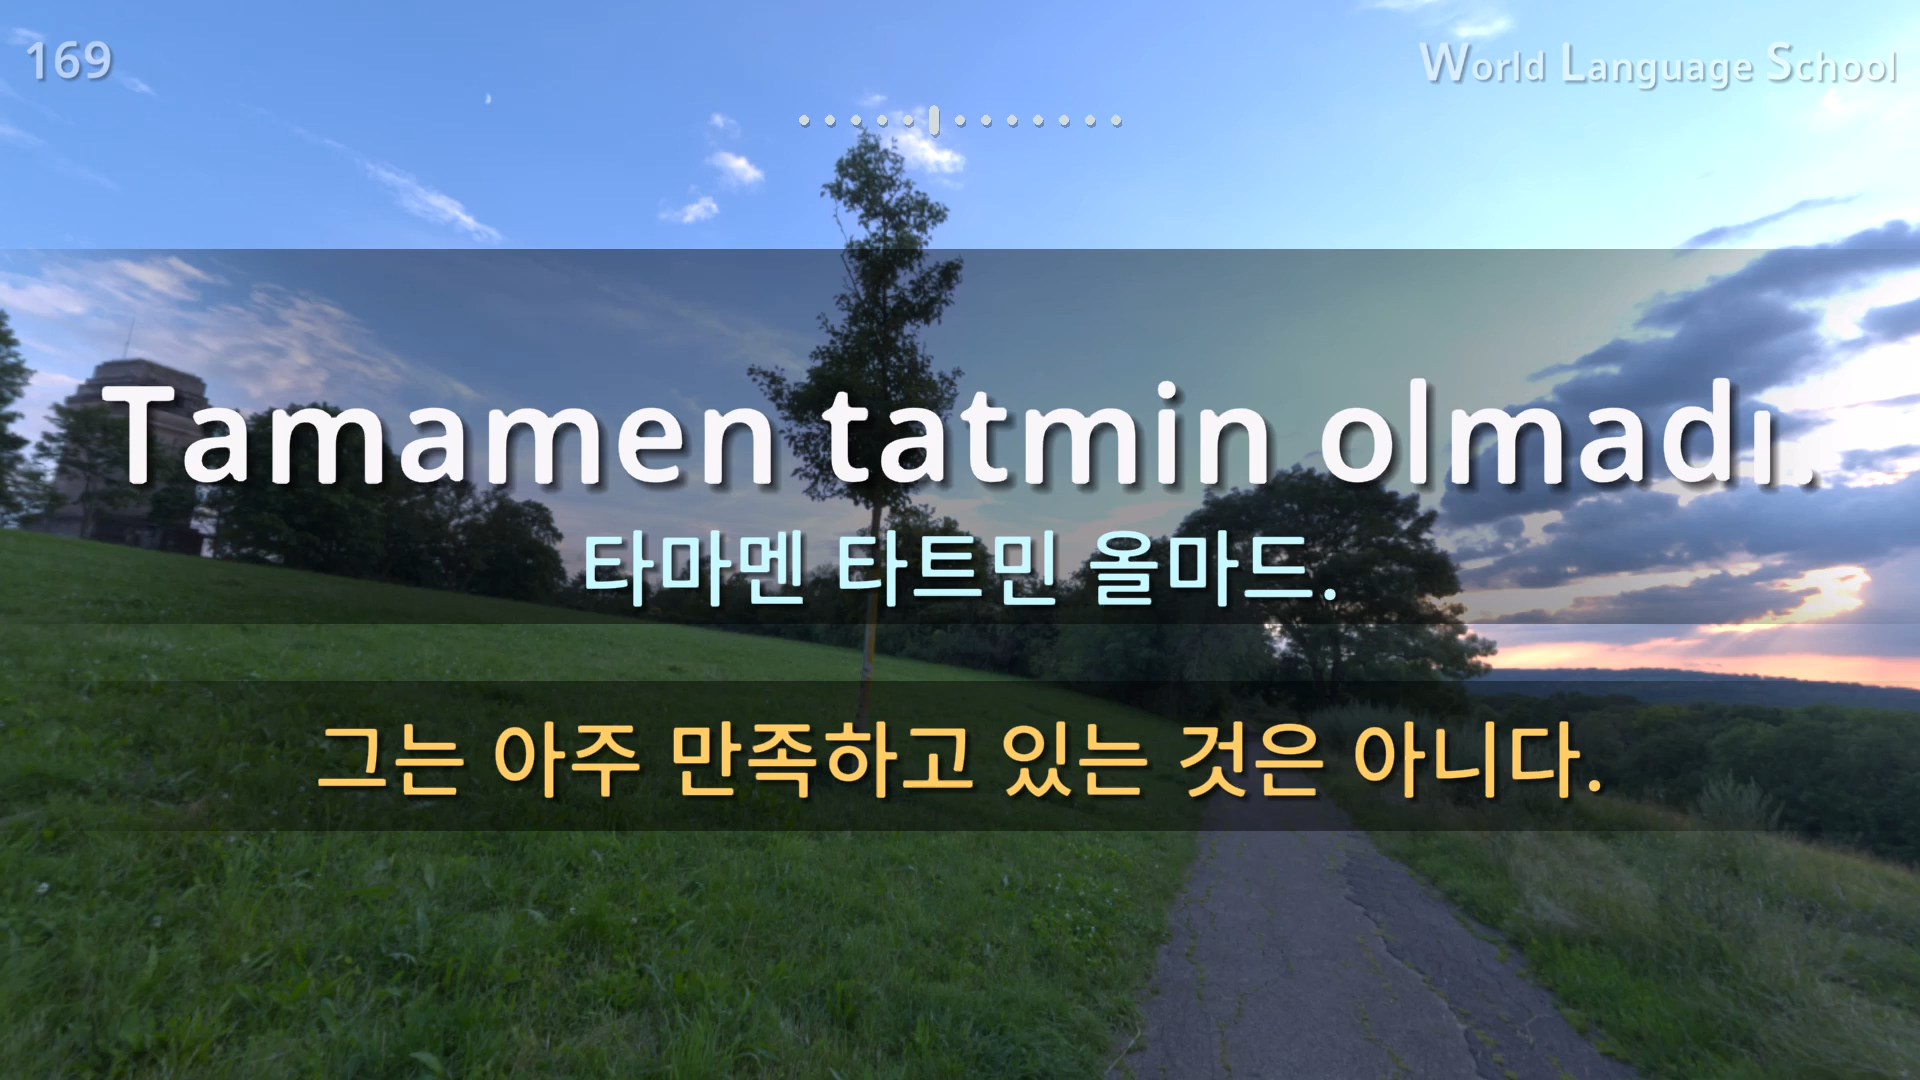 169
World Language School
Tamamen tatmin olmadı.
타마멘 타트민 올마드.
그는 아주 만족하고 있는 것은 아니다.